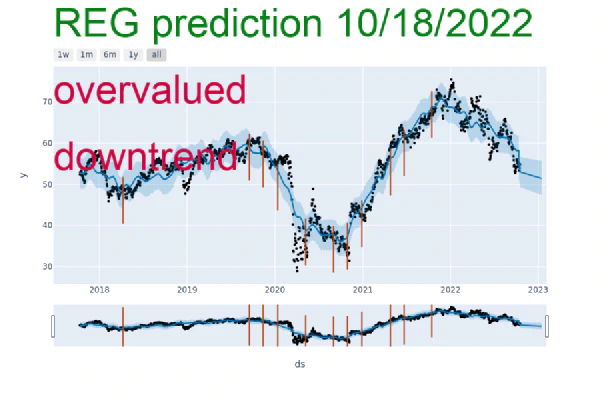 REG prediction 10/18/2022
1w 1m 6m 1y all
overvalued
downtrend
70
60
50
40
30
y
2018 2019 2020 2021 2022 2023
ds